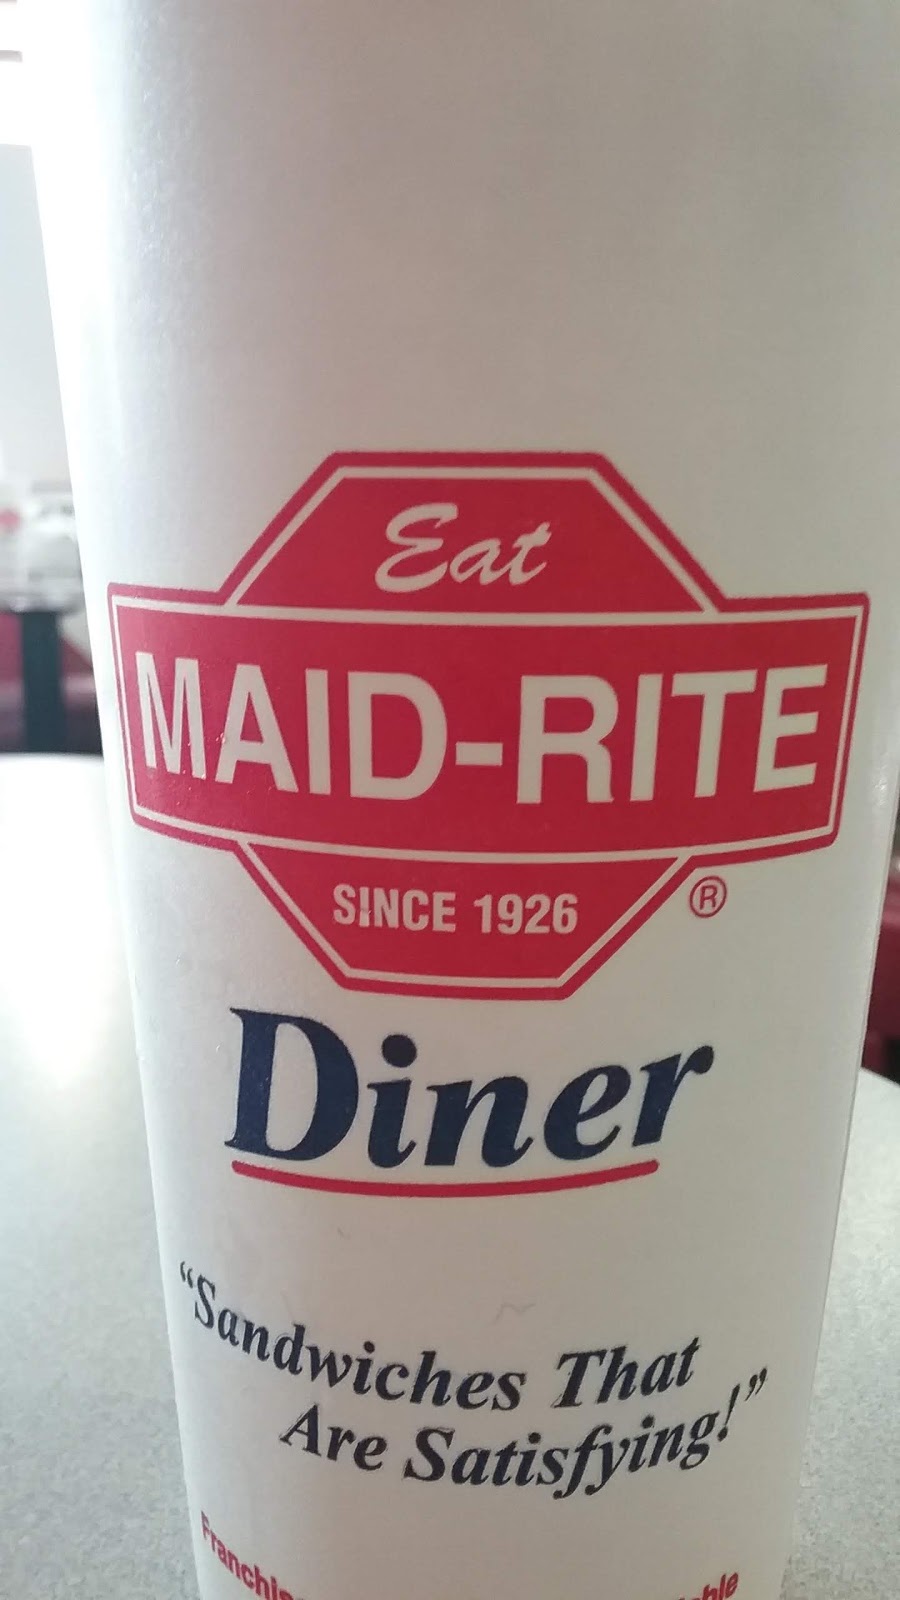 Eat
MAID-RITE
SINCE 1926
®
Diner
“Sandwiches That
Are Satisfying!”